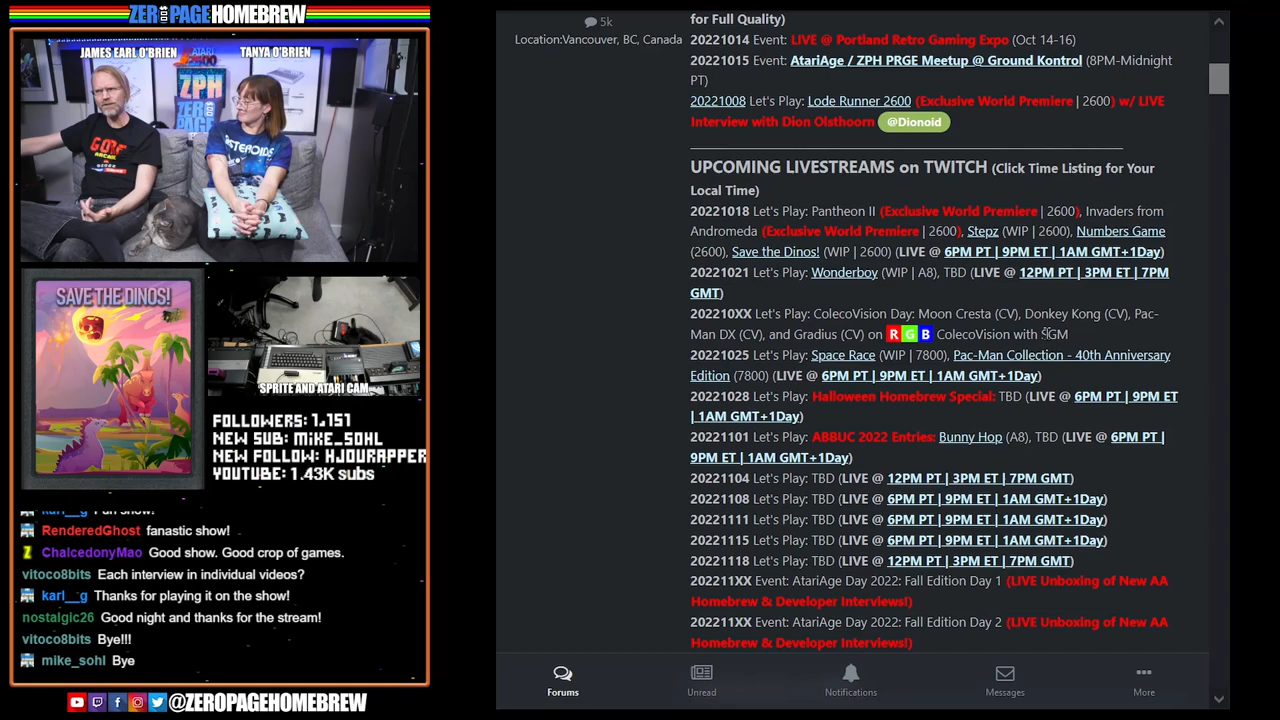 ZERO PAGE HOMEBREW
JAMES EARL O'BRIEN
TANYA O'BRIEN
ATARI
ZPH
ZERO
PAGE
ASTEROIDS
SAVE THE DINOS!
SPRITE AND ATARI CAM
FOLLOWERS: 1,151
NEW SUB: MIKE_SOHL
NEW FOLLOW: HJOURAPPER
YOUTUBE: 1.43K subs
karl__g Fun show!
RenderedGhost fanastic show!
Z ChalcedonyMao Good show. Good crop of games.
vitoco8bits Each interview in individual videos?
karl__g Thanks for playing it on the show!
nostalgic26 Good night and thanks for the stream!
vitoco8bits Bye!!!
mike_sohl Bye
@ZEROPAGEHOMEBREW
5k
Location:Vancouver, BC, Canada
for Full Quality)
20221014 Event: LIVE @ Portland Retro Gaming Expo (Oct 14-16)
20221015 Event: AtariAge / ZPH PRGE Meetup @ Ground Kontrol (8PM-Midnight
PT)
20221008 Let's Play: Lode Runner 2600 (Exclusive World Premiere | 2600) w/ LIVE
Interview with Dion Olsthoorn @Dionoid
UPCOMING LIVESTREAMS on TWITCH (Click Time Listing for Your
Local Time)
20221018 Let's Play: Pantheon II (Exclusive World Premiere | 2600), Invaders from
Andromeda (Exclusive World Premiere | 2600), Stepz (WIP | 2600), Numbers Game
(2600), Save the Dinos! (WIP | 2600) (LIVE @ 6PM PT | 9PM ET | 1AM GMT+1Day)
20221021 Let's Play: Wonderboy (WIP | A8), TBD (LIVE @ 12PM PT | 3PM ET | 7PM
GMT)
202210XX Let's Play: ColecoVision Day: Moon Cresta (CV), Donkey Kong (CV), Pac-
Man DX (CV), and Gradius (CV) on R G B ColecoVision with SGM
20221025 Let's Play: Space Race (WIP | 7800), Pac-Man Collection - 40th Anniversary
Edition (7800) (LIVE @ 6PM PT | 9PM ET | 1AM GMT+1Day)
20221028 Let's Play: Halloween Homebrew Special: TBD (LIVE @ 6PM PT | 9PM ET
| 1AM GMT+1Day)
20221101 Let's Play: ABBUC 2022 Entries: Bunny Hop (A8), TBD (LIVE @ 6PM PT |
9PM ET | 1AM GMT+1Day)
20221104 Let's Play: TBD (LIVE @ 12PM PT | 3PM ET | 7PM GMT)
20221108 Let's Play: TBD (LIVE @ 6PM PT | 9PM ET | 1AM GMT+1Day)
20221111 Let's Play: TBD (LIVE @ 6PM PT | 9PM ET | 1AM GMT+1Day)
20221115 Let's Play: TBD (LIVE @ 6PM PT | 9PM ET | 1AM GMT+1Day)
20221118 Let's Play: TBD (LIVE @ 12PM PT | 3PM ET | 7PM GMT)
202211XX Event: AtariAge Day 2022: Fall Edition Day 1 (LIVE Unboxing of New AA
Homebrew & Developer Interviews!)
202211XX Event: AtariAge Day 2022: Fall Edition Day 2 (LIVE Unboxing of New AA
Homebrew & Developer Interviews!)
Forums
Unread
Notifications
Messages
More